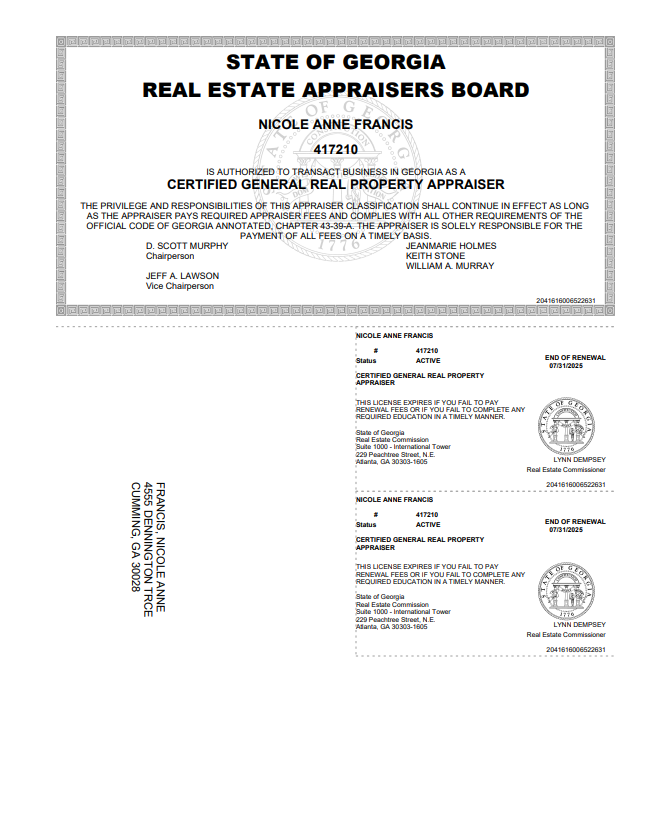 STATE OF GEORGIA
REAL ESTATE APPRAISERS BOARD
NICOLE ANNE FRANCIS
417210
IS AUTHORIZED TO TRANSACT BUSINESS IN GEORGIA AS A
CERTIFIED GENERAL REAL PROPERTY APPRAISER
THE PRIVILEGE AND RESPONSIBILITIES OF THIS APPRAISER CLASSIFICATION SHALL CONTINUE IN EFFECT AS LONG
AS THE APPRAISER PAYS REQUIRED APPRAISER FEES AND COMPLIES WITH ALL OTHER REQUIREMENTS OF THE
OFFICIAL CODE OF GEORGIA ANNOTATED, CHAPTER 43-39-A. THE APPRAISER IS SOLELY RESPONSIBLE FOR THE
PAYMENT OF ALL FEES ON A TIMELY BASIS.
D. SCOTT MURPHY
Chairperson
JEFF A. LAWSON
Vice Chairperson
JEANMARIE HOLMES
KEITH STONE
WILLIAM A. MURRAY
1776
2041616006522631
NICOLE ANNE FRANCIS
# 417210
Status ACTIVE
END OF RENEWAL
07/31/2025
CERTIFIED GENERAL REAL PROPERTY
APPRAISER
THIS LICENSE EXPIRES IF YOU FAIL TO PAY
RENEWAL FEES OR IF YOU FAIL TO COMPLETE ANY
REQUIRED EDUCATION IN A TIMELY MANNER.
State of Georgia
Real Estate Commission
Suite 1000 - International Tower
229 Peachtree Street, N.E.
Atlanta, GA 30303-1605
STATE OF GEORGIA
1776
LYNN DEMPSEY
Real Estate Commissioner
2041616006522631
FRANCIS, NICOLE ANNE
4555 DENNINGTON TRCE
CUMMING, GA 30028
NICOLE ANNE FRANCIS
# 417210
Status ACTIVE
END OF RENEWAL
07/31/2025
CERTIFIED GENERAL REAL PROPERTY
APPRAISER
THIS LICENSE EXPIRES IF YOU FAIL TO PAY
RENEWAL FEES OR IF YOU FAIL TO COMPLETE ANY
REQUIRED EDUCATION IN A TIMELY MANNER.
State of Georgia
Real Estate Commission
Suite 1000 - International Tower
229 Peachtree Street, N.E.
Atlanta, GA 30303-1605
STATE OF GEORGIA
1776
LYNN DEMPSEY
Real Estate Commissioner
2041616006522631